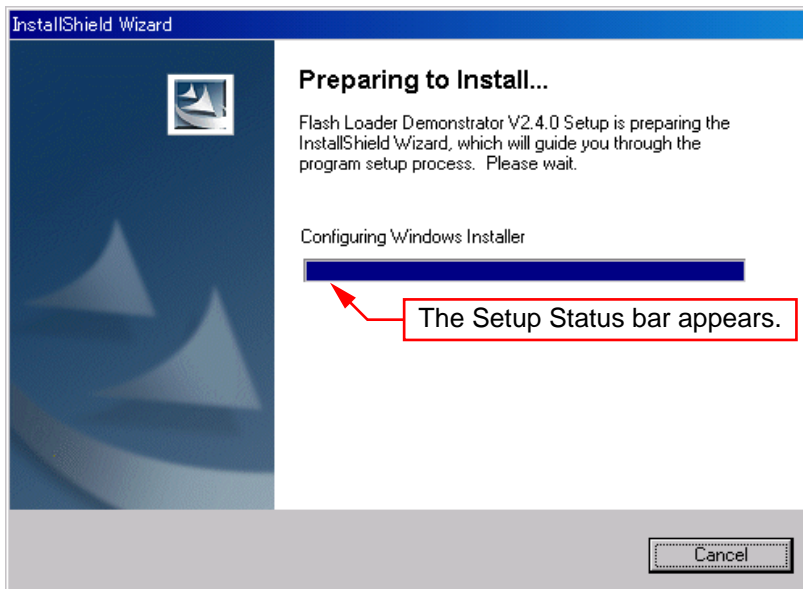 InstallShield Wizard
Preparing to Install...
Flash Loader Demonstrator V2.4.0 Setup is preparing the
InstallShield Wizard, which will guide you through the
program setup process.  Please wait.
Configuring Windows Installer
The Setup Status bar appears.
Cancel